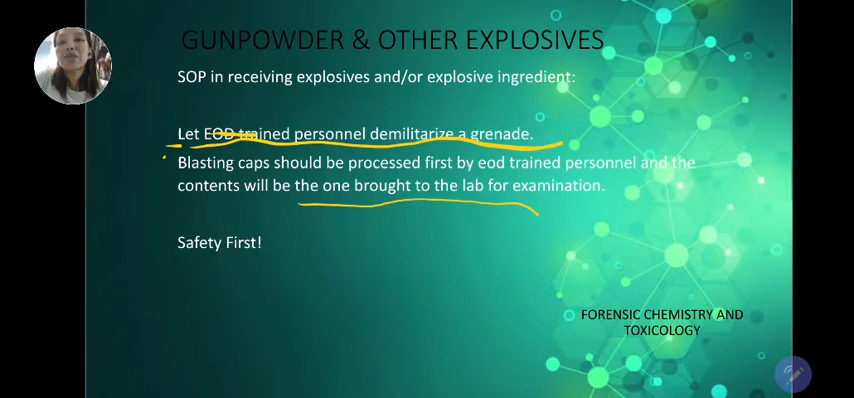 GUNPOWDER & OTHER EXPLOSIVES
SOP in receiving explosives and/or explosive ingredient:
Let EOD trained personnel demilitarize a grenade.
Blasting caps should be processed first by eod trained personnel and the
contents will be the one brought to the lab for examination.
Safety First!
FORENSIC CHEMISTRY AND
TOXICOLOGY